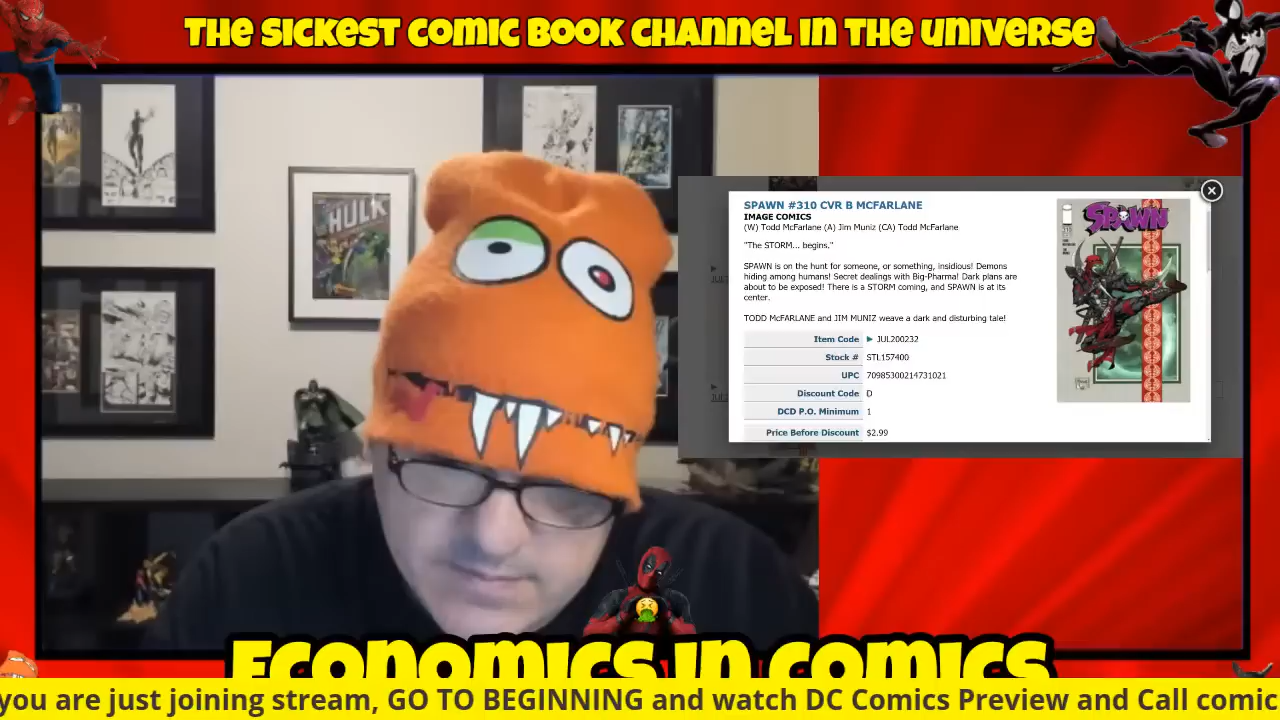 THE SICKEST COMIC BOOK CHANNEL IN THE UNIVERSE
HULK
SPAWN #310 CVR B MCFARLANE
IMAGE COMICS
(W) Todd McFarlane (A) Jim Muniz (CA) Todd McFarlane
"The STORM... begins."
SPAWN is on the hunt for someone, or something, insidious! Demons
hiding among humans! Secret dealings with Big-Pharma! Dark plans are
about to be exposed! There is a STORM coming, and SPAWN is at its
center.
TODD McFARLANE and JIM MUNIZ weave a dark and disturbing tale!
Item Code ► JUL200232
Stock # STL157400
UPC 70985300214731021
Discount Code D
DCD P.O. Minimum 1
Price Before Discount $2.99
SPAWN
ECONOMICS IN COMICS
you are just joining stream, GO TO BEGINNING and watch DC Comics Preview and Call comic